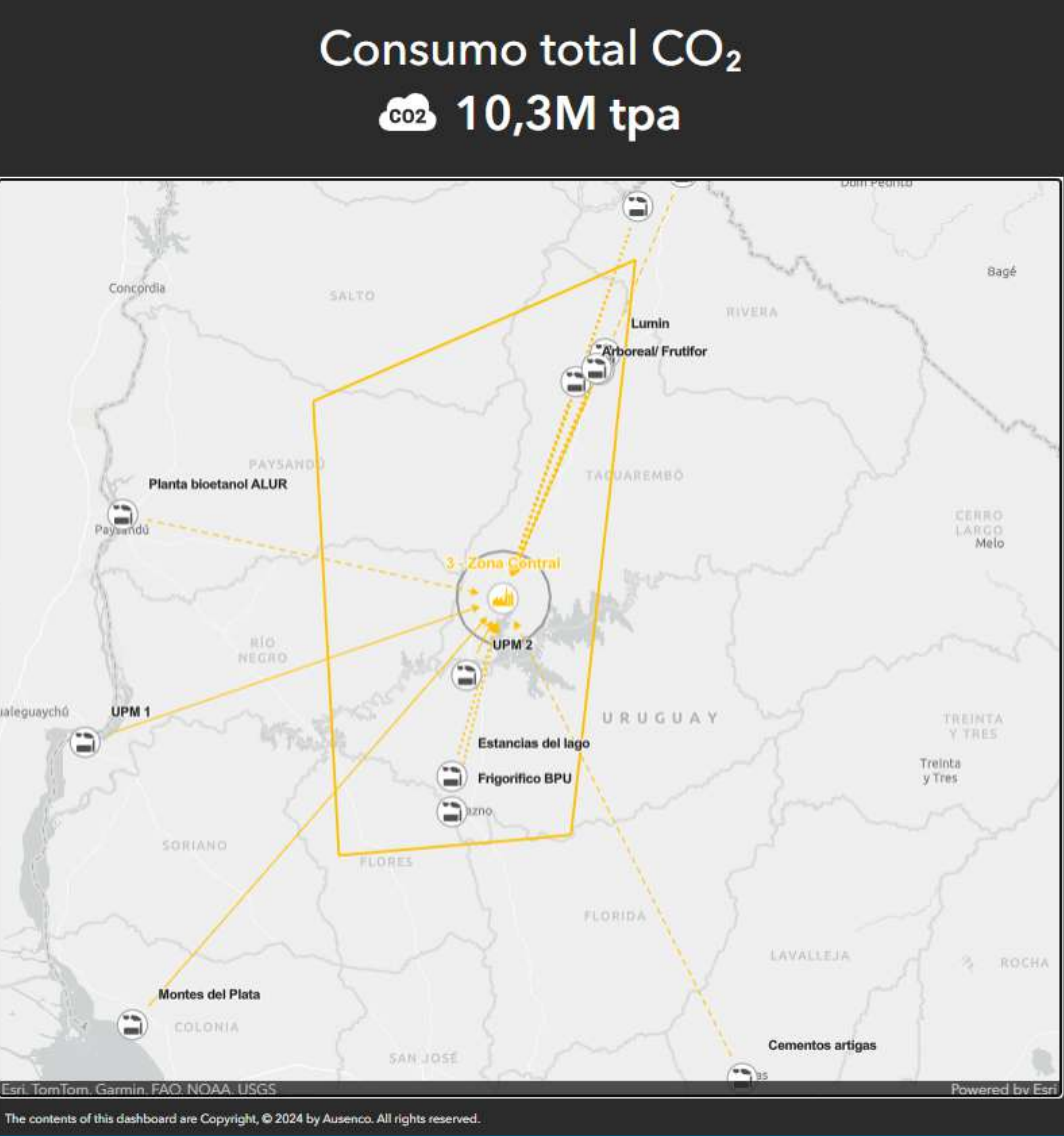 Consumo total CO₂
CO2 10,3M tpa
Dom Pedrito
Bagé
Concordia
SALTO
RIVERA
Lumin
Arboreal/ Frutifor
PAYSANDÚ
TACUAREMBÓ
Planta bioetanol ALUR
Paysandú
CERRO
LARGO
Melo
3 - Zona Central
RÍO
NEGRO
UPM 2
ualeguaychú
UPM 1
URUGUAY
TREINTA
Y TRES
Estancias del lago
Treinta
y Tres
Frigorífico BPU
azno
SORIANO
FLORES
FLORIDA
LAVALLEJA
ROCHA
Montes del Plata
COLONIA
Cementos artigas
SAN JOSÉ
as
Esri, TomTom, Garmin, FAO, NOAA, USGS
Powered by Esri
The contents of this dashboard are Copyright, © 2024 by Ausenco. All rights reserved.